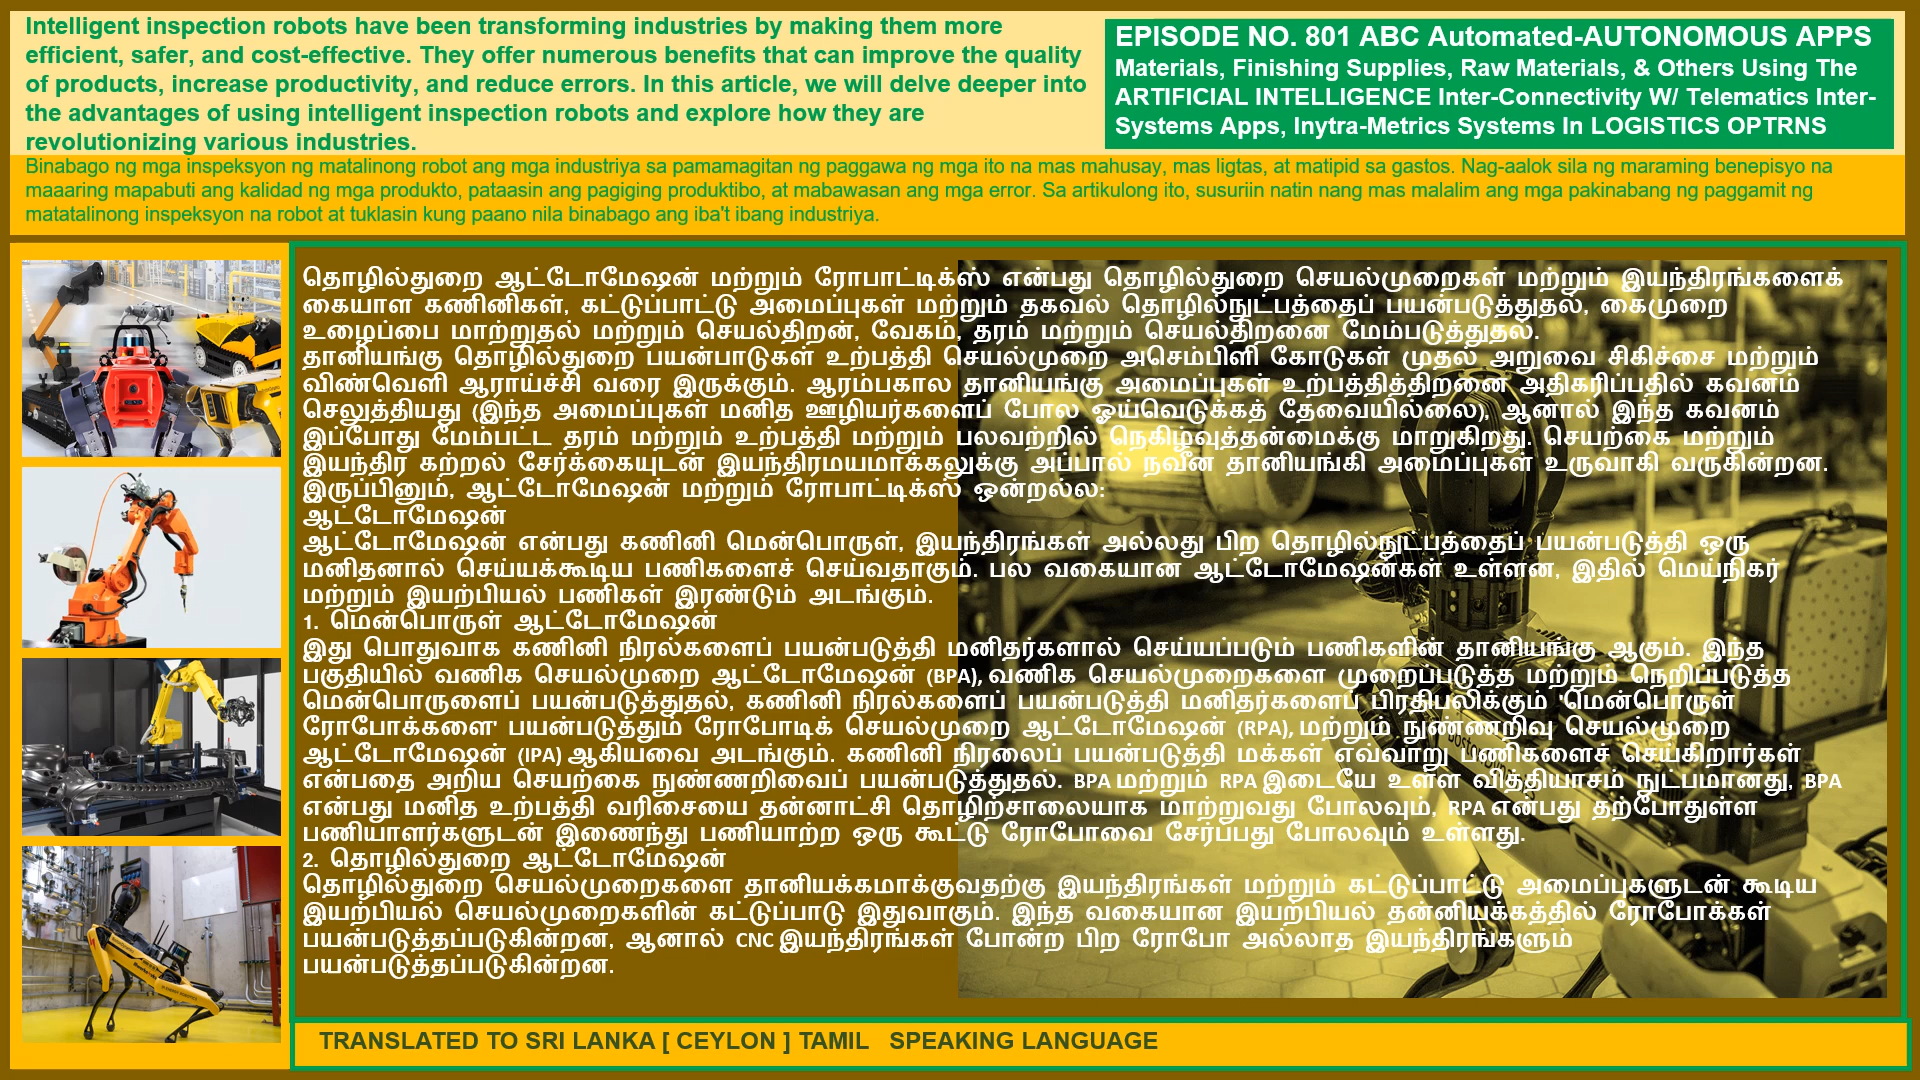 Intelligent inspection robots have been transforming industries by making them more
efficient, safer, and cost-effective. They offer numerous benefits that can improve the quality
of products, increase productivity, and reduce errors. In this article, we will delve deeper into
the advantages of using intelligent inspection robots and explore how they are
revolutionizing various industries.
EPISODE NO. 801 ABC Automated-AUTONOMOUS APPS
Materials, Finishing Supplies, Raw Materials, & Others Using The
ARTIFICIAL INTELLIGENCE Inter-Connectivity W/ Telematics Inter-
Systems Apps, Inytra-Metrics Systems In LOGISTICS OPTRNS
Binabago ng mga inspeksyon ng matalinong robot ang mga industriya sa pamamagitan ng paggawa ng mga ito na mas mahusay, mas ligtas, at matipid sa gastos. Nag-aalok sila ng maraming benepisyo na
maaaring mapabuti ang kalidad ng mga produkto, pataasin ang pagiging produktibo, at mabawasan ang mga error. Sa artikulong ito, susuriin natin nang mas malalim ang mga pakinabang ng paggamit ng
matatalinong inspeksyon na robot at tuklasin kung paano nila binabago ang iba't ibang industriya.
தொழில்துறை ஆட்டோமேஷன் மற்றும் ரோபாட்டிக்ஸ் என்பது தொழில்துறை செயல்முறைகள் மற்றும் இயந்திரங்களைக்
கையாள கணினிகள், கட்டுப்பாட்டு அமைப்புகள் மற்றும் தகவல் தொழில்நுட்பத்தைப் பயன்படுத்துதல், கைமுறை
உழைப்பை மாற்றுதல் மற்றும் செயல்திறன், வேகம், தரம் மற்றும் செயல்திறனை மேம்படுத்துதல்.
தானியங்கு தொழில்துறை பயன்பாடுகள் உற்பத்தி செயல்முறை அசெம்பிளி கோடுகள் முதல் அறுவை சிகிச்சை மற்றும்
விண்வெளி ஆராய்ச்சி வரை இருக்கும். ஆரம்பகால தானியங்கு அமைப்புகள் உற்பத்தித்திறனை அதிகரிப்பதில் கவனம்
செலுத்தியது (இந்த அமைப்புகள் மனித ஊழியர்களைப் போல ஓய்வெடுக்கத் தேவையில்லை), ஆனால் இந்த கவனம்
இப்போது மேம்பட்ட தரம் மற்றும் உற்பத்தி மற்றும் பலவற்றில் நெகிழ்வுத்தன்மைக்கு மாறுகிறது. செயற்கை மற்றும்
இயந்திர கற்றல் சேர்க்கையுடன் இயந்திரமயமாக்கலுக்கு அப்பால் நவீன தானியங்கி அமைப்புகள் உருவாகி வருகின்றன.
இருப்பினும், ஆட்டோமேஷன் மற்றும் ரோபாட்டிக்ஸ் ஒன்றல்ல:
ஆட்டோமேஷன்
ஆட்டோமேஷன் என்பது கணினி மென்பொருள், இயந்திரங்கள் அல்லது பிற தொழில்நுட்பத்தைப் பயன்படுத்தி ஒரு
மனிதனால் செய்யக்கூடிய பணிகளைச் செய்வதாகும். பல வகையான ஆட்டோமேஷன்கள் உள்ளன, இதில் மெய்நிகர்
மற்றும் இயற்பியல் பணிகள் இரண்டும் அடங்கும்.
1. மென்பொருள் ஆட்டோமேஷன்
இது பொதுவாக கணினி நிரல்களைப் பயன்படுத்தி மனிதர்களால் செய்யப்படும் பணிகளின் தானியங்கு ஆகும். இந்த
பகுதியில் வணிக செயல்முறை ஆட்டோமேஷன் (BPA), வணிக செயல்முறைகளை முறைப்படுத்த மற்றும் நெறிப்படுத்த
மென்பொருளைப் பயன்படுத்துதல், கணினி நிரல்களைப் பயன்படுத்தி மனிதர்களைப் பிரதிபலிக்கும் 'மென்பொருள்
ரோபோக்களை' பயன்படுத்தும் ரோபோடிக் செயல்முறை ஆட்டோமேஷன் (RPA), மற்றும் நுண்ணறிவு செயல்முறை
ஆட்டோமேஷன் (IPA) ஆகியவை அடங்கும். கணினி நிரலைப் பயன்படுத்தி மக்கள் எவ்வாறு பணிகளைச் செய்கிறார்கள்
என்பதை அறிய செயற்கை நுண்ணறிவைப் பயன்படுத்துதல். BPA மற்றும் RPA இடையே உள்ள வித்தியாசம் நுட்பமானது, BPA
என்பது மனித உற்பத்தி வரிசையை தன்னாட்சி தொழிற்சாலையாக மாற்றுவது போலவும், RPA என்பது தற்போதுள்ள
பணியாளர்களுடன் இணைந்து பணியாற்ற ஒரு கூட்டு ரோபோவை சேர்ப்பது போலவும் உள்ளது.
2. தொழில்துறை ஆட்டோமேஷன்
தொழில்துறை செயல்முறைகளை தானியக்கமாக்குவதற்கு இயந்திரங்கள் மற்றும் கட்டுப்பாட்டு அமைப்புகளுடன் கூடிய
இயற்பியல் செயல்முறைகளின் கட்டுப்பாடு இதுவாகும். இந்த வகையான இயற்பியல் தன்னியக்கத்தில் ரோபோக்கள்
பயன்படுத்தப்படுகின்றன, ஆனால் CNC இயந்திரங்கள் போன்ற பிற ரோபோ அல்லாத இயந்திரங்களும்
பயன்படுத்தப்படுகின்றன.
TRANSLATED TO SRI LANKA [ CEYLON ] TAMIL SPEAKING LANGUAGE